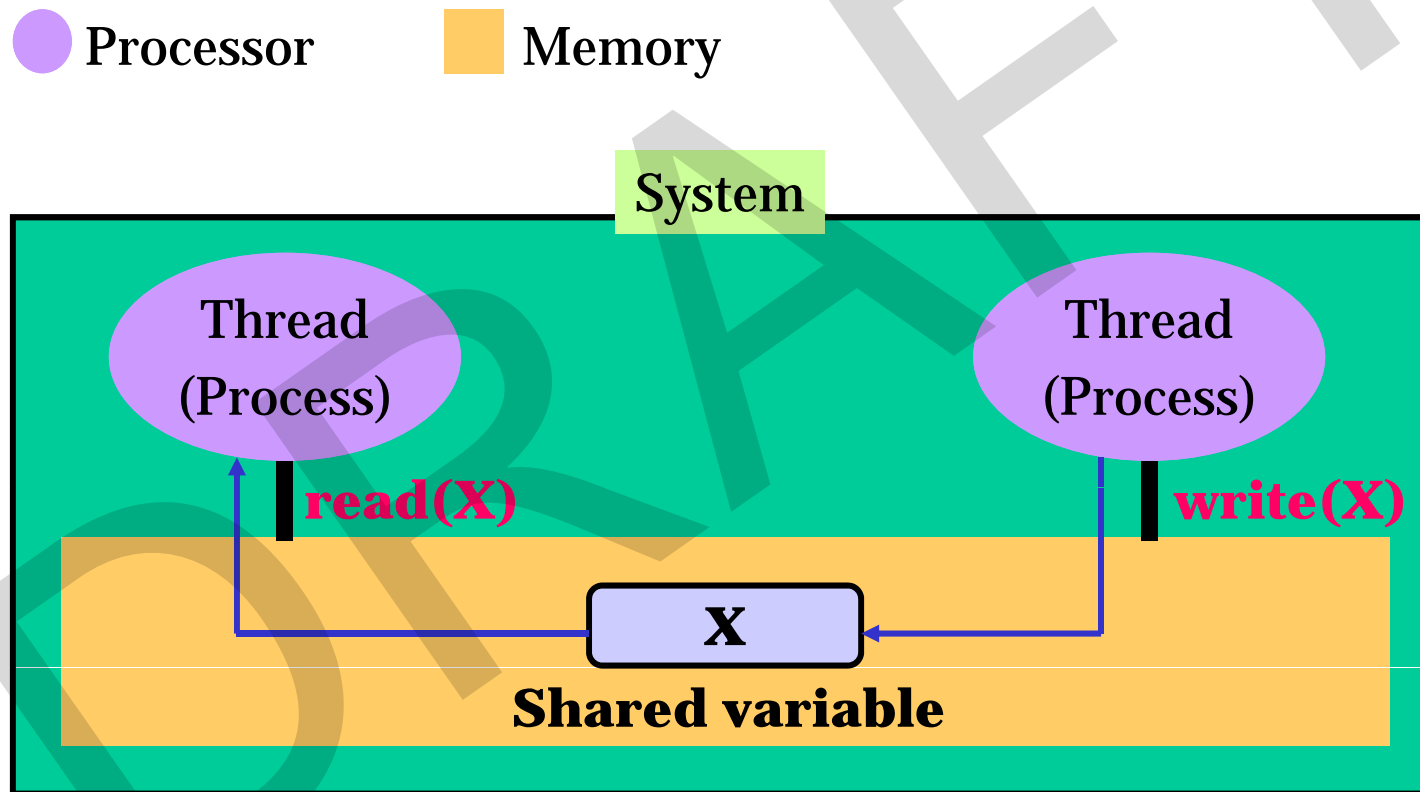 Processor
Memory
System
Thread
(Process)
Thread
(Process)
read(X)
write(X)
X
Shared variable
DRAFT